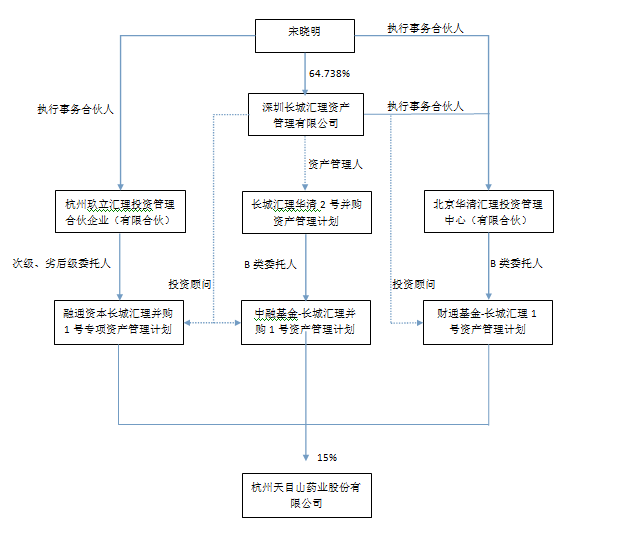 宋晓明
执行事务合伙人
64.738%
执行事务合伙人
深圳长城汇理资产
管理有限公司
执行事务合伙人
资产管理人
杭州玖立汇理投资管理
合伙企业（有限合伙）
长城汇理华清 2 号并购
资产管理计划
北京华清汇理投资管理
中心（有限合伙）
次级、劣后级委托人
投资顾问
B 类委托人
投资顾问
B 类委托人
融通资本长城汇理并购
1 号专项资产管理计划
中融基金-长城汇理并
购 1 号资产管理计划
财通基金-长城汇理 1
号资产管理计划
15%
杭州天目山药业股份有
限公司